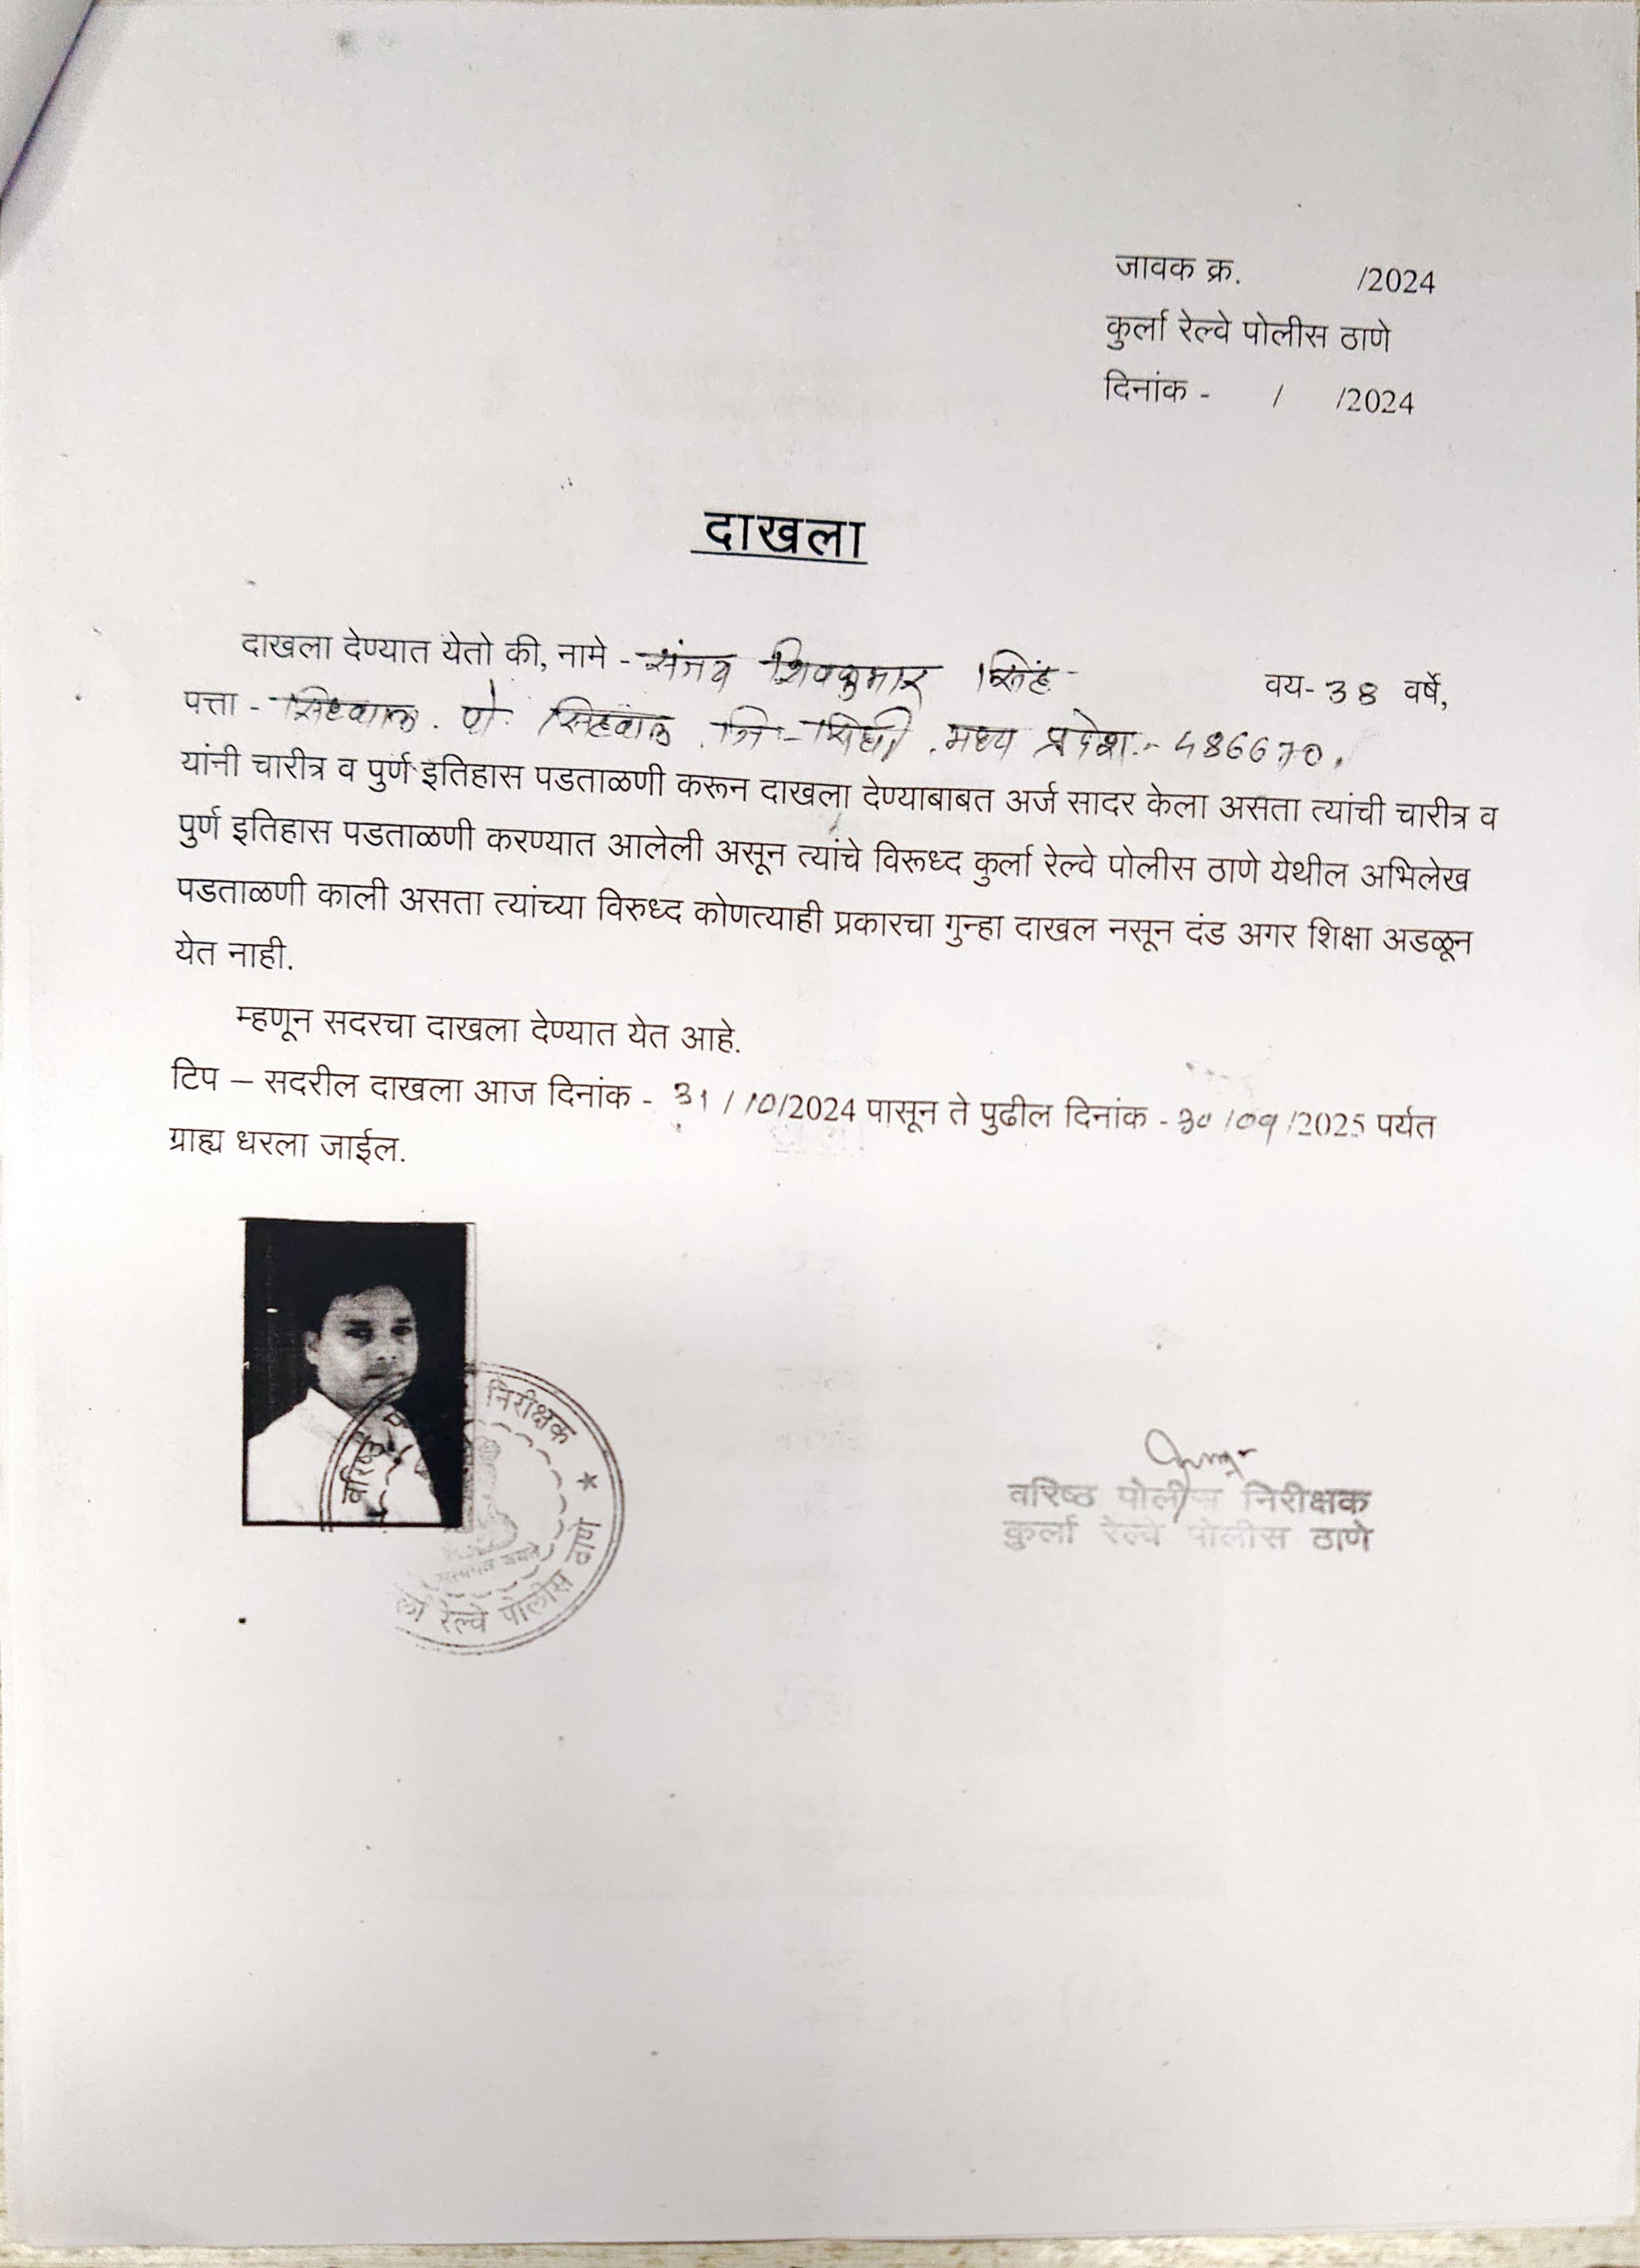 जावक क्र. /2024
कुर्ला रेल्वे पोलीस ठाणे
दिनांक - / /2024
दाखला
दाखला देण्यात येतो की, नामे - संजय शिवकुमार सिंह वय- 38 वर्षे,
पत्ता - सिहवाल. पो. सिहवाल. जि - सिधी. मध्य प्रदेश. - 486670.
यांनी चारीत्र व पुर्ण इतिहास पडताळणी करून दाखला देण्याबाबत अर्ज सादर केला असता त्यांची चारीत्र व
पुर्ण इतिहास पडताळणी करण्यात आलेली असून त्यांचे विरूध्द कुर्ला रेल्वे पोलीस ठाणे येथील अभिलेख
पडताळणी काली असता त्यांच्या विरुध्द कोणत्याही प्रकारचा गुन्हा दाखल नसून दंड अगर शिक्षा अडळून
येत नाही.
म्हणून सदरचा दाखला देण्यात येत आहे.
टिप – सदरील दाखला आज दिनांक - 31 / 10/2024 पासून ते पुढील दिनांक - 30 /09 /2025 पर्यत
ग्राह्य धरला जाईल.
वरिष्ठ निरीक्षक
रेल्वे पोलीस ठाणे
सत्यमेव जयते
वरिष्ठ पोलीस निरीक्षक
कुर्ला रेल्वे पोलीस ठाणे